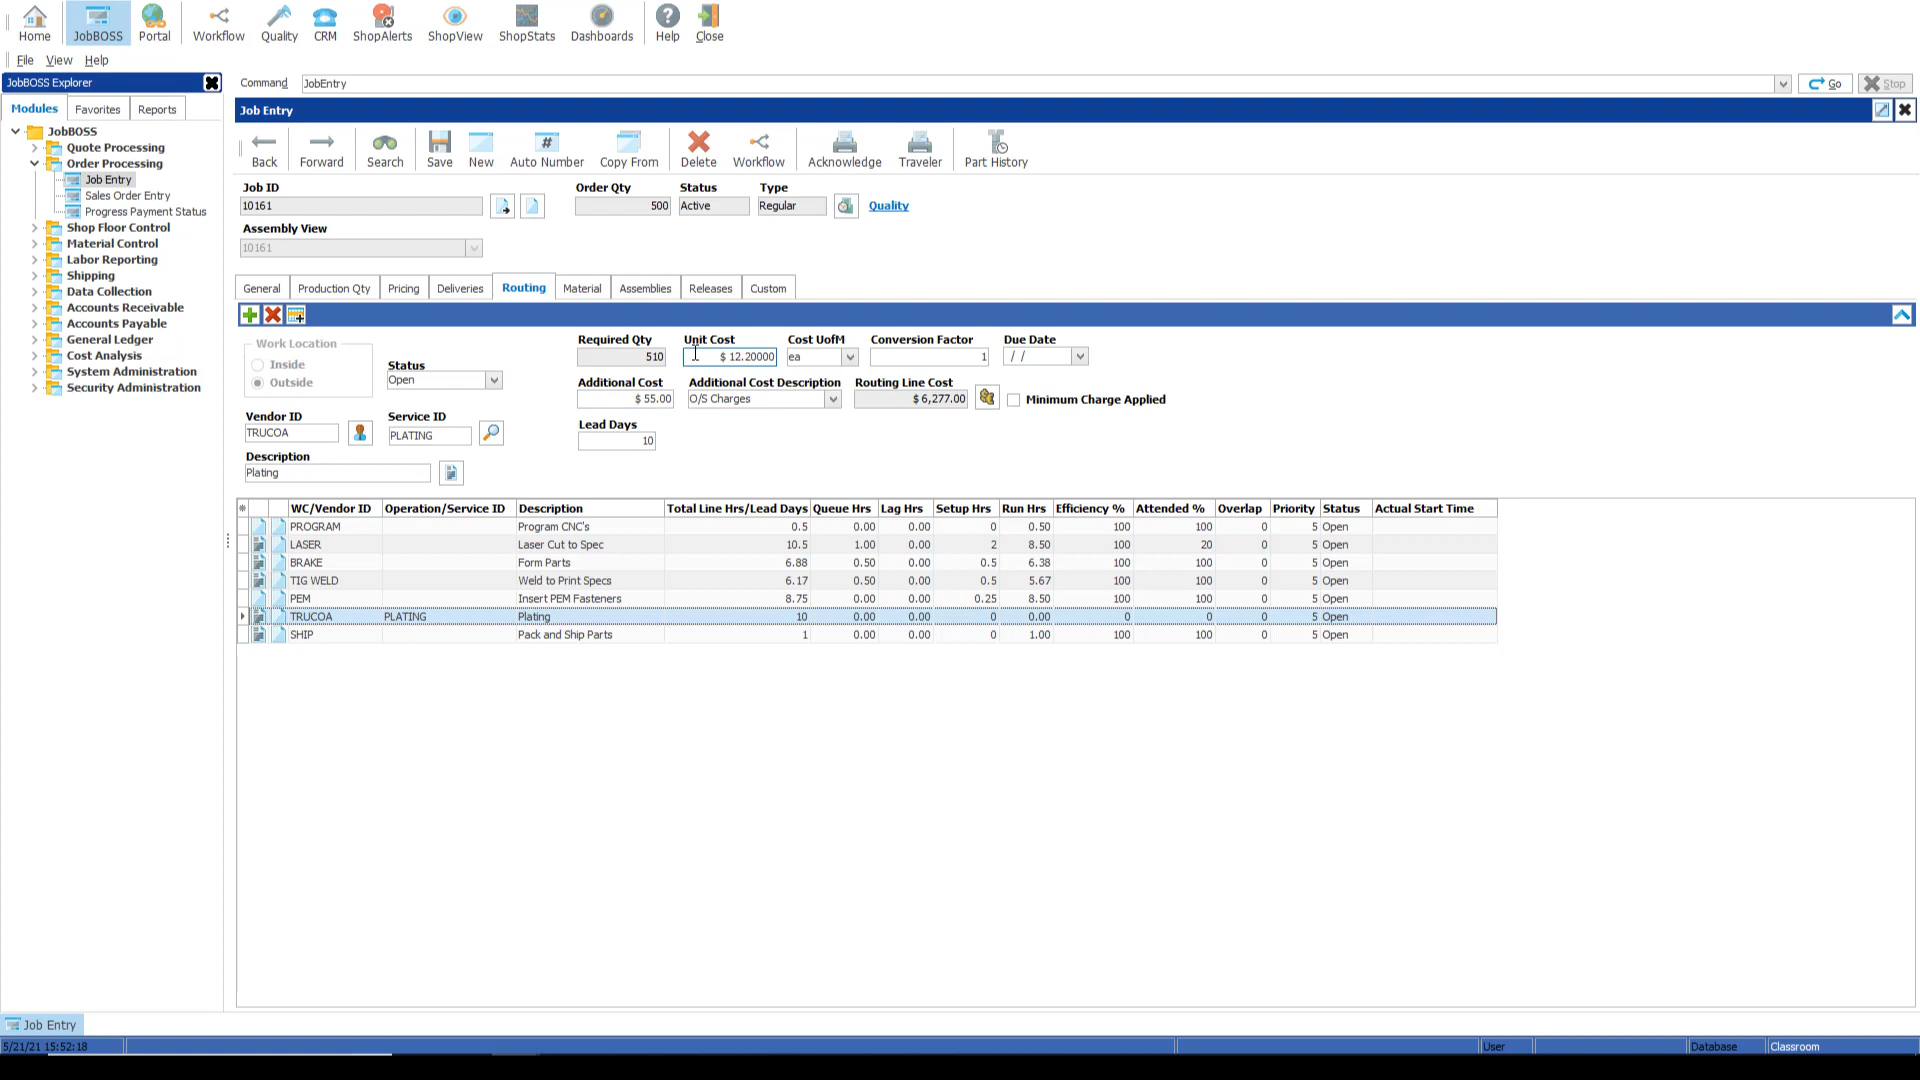 Home JobBOSS Portal Workflow Quality CRM ShopAlerts ShopView ShopStats Dashboards Help Close
File View Help
JobBOSS Explorer
Command JobEntry Go Stop
Modules Favorites Reports
Job Entry
JobBOSS
Quote Processing
Order Processing
Job Entry
Sales Order Entry
Progress Payment Status
Shop Floor Control
Material Control
Labor Reporting
Shipping
Data Collection
Accounts Receivable
Accounts Payable
General Ledger
Cost Analysis
System Administration
Security Administration
Back Forward Search Save New # Auto Number Copy From Delete Workflow Acknowledge Traveler Part History
Job ID Order Qty Status Type
10161 500 Active Regular Quality
Assembly View
10161
General Production Qty Pricing Deliveries Routing Material Assemblies Releases Custom
Work Location
Inside
Outside
Status
Open
Required Qty Unit Cost Cost UofM Conversion Factor Due Date
510 $ 12.20000 ea 1 / /
Additional Cost Additional Cost Description Routing Line Cost
$ 55.00 O/S Charges $ 6,277.00 Minimum Charge Applied
Vendor ID Service ID Lead Days
TRUCOA PLATING 10
Description
Plating
WC/Vendor ID Operation/Service ID Description Total Line Hrs/Lead Days Queue Hrs Lag Hrs Setup Hrs Run Hrs Efficiency % Attended % Overlap Priority Status Actual Start Time
PROGRAM Program CNC's 0.5 0.00 0.00 0 0.50 100 100 0 5 Open
LASER Laser Cut to Spec 10.5 1.00 0.00 2 8.50 100 20 0 5 Open
BRAKE Form Parts 6.88 0.50 0.00 0.5 6.38 100 100 0 5 Open
TIG WELD Weld to Print Specs 6.17 0.50 0.00 0.5 5.67 100 100 0 5 Open
PEM Insert PEM Fasteners 8.75 0.00 0.00 0.25 8.50 100 100 0 5 Open
TRUCOA PLATING Plating 10 0.00 0.00 0 0.00 0 0 0 5 Open
SHIP Pack and Ship Parts 1 0.00 0.00 0 1.00 100 100 0 5 Open
Job Entry
5/21/21 15:52:18 User Database Classroom